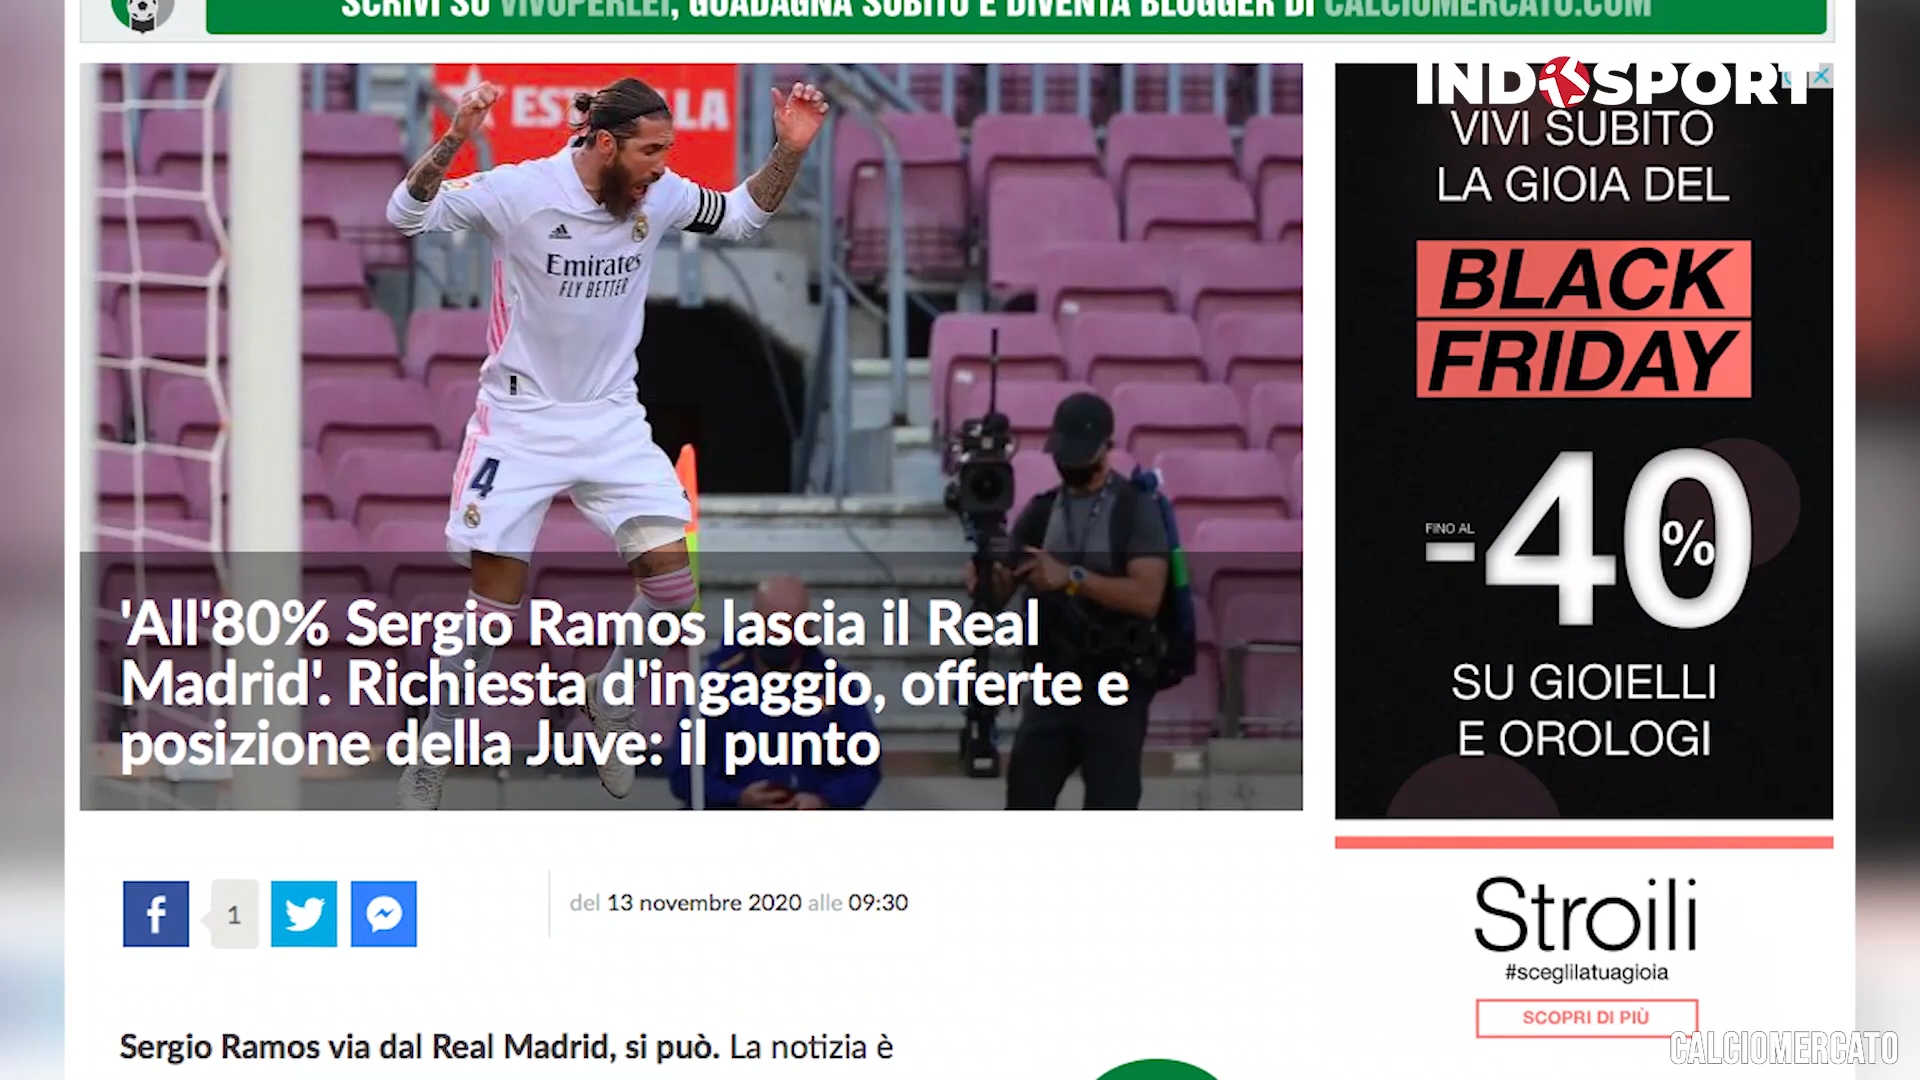 SCRIVI SU VIVOPERLEI, GUADAGNA SUBITO E DIVENTA BLOGGER DI CALCIOMERCATO.COM
INDOSPORT
Emirates
FLY BETTER
4
'All'80% Sergio Ramos lascia il Real
Madrid'. Richiesta d'ingaggio, offerte e
posizione della Juve: il punto
VIVI SUBITO
LA GIOIA DEL
BLACK
FRIDAY
FINO AL
-40%
SU GIOIELLI
E OROLOGI
1
del 13 novembre 2020 alle 09:30
Stroili
#sceglilatuagioia
SCOPRI DI PIÙ
Sergio Ramos via dal Real Madrid, si può. La notizia è
CALCIOMERCATO